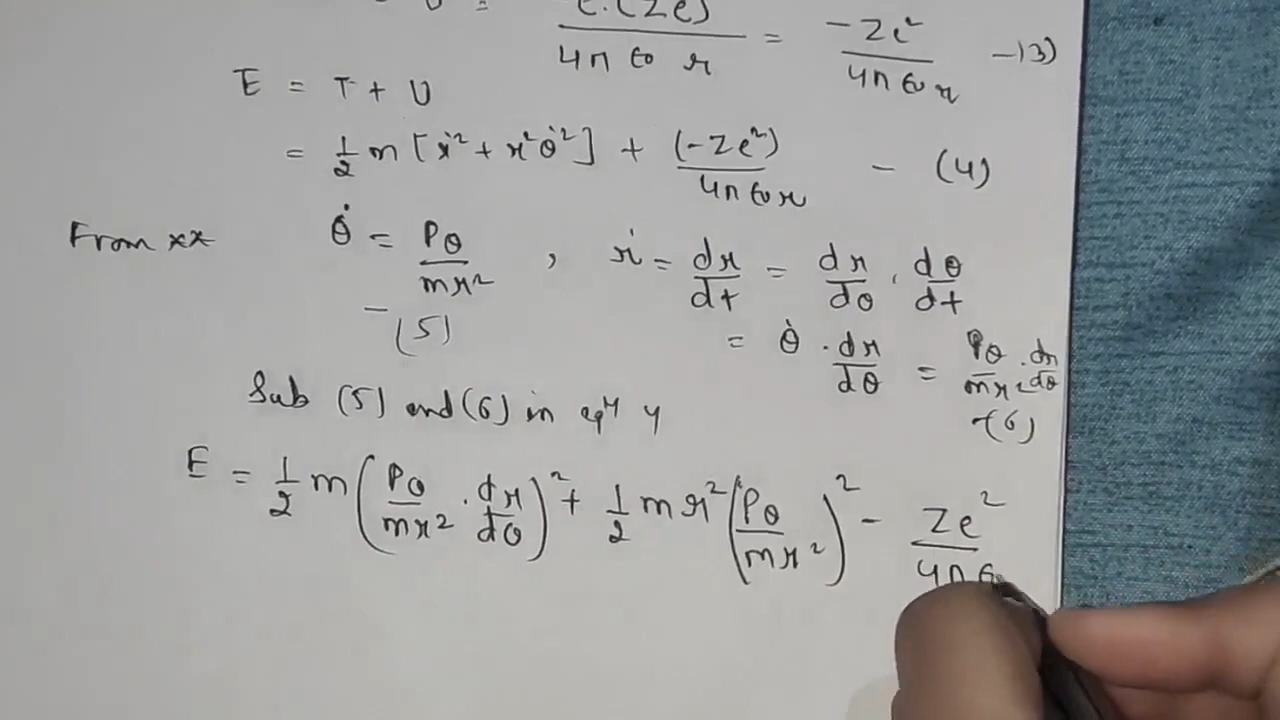 U = e.(Ze) / 4π ε0 r = -Ze² / 4π ε0 r -(3)
E = T + U
= 1/2 m [ṙ² + r²θ̇²] + (-Ze²) / 4π ε0 r - (4)
From xx θ̇ = Pθ / mr² - (5) , ṙ = dr/dt = dr/dθ . dθ/dt
= θ̇ . dr/dθ = Pθ/mr² . dr/dθ -(6)
Sub (5) and (6) in eqn 4
E = 1/2 m (Pθ/mr² . dr/dθ)² + 1/2 m r² (Pθ/mr²)² - Ze² / 4π ε